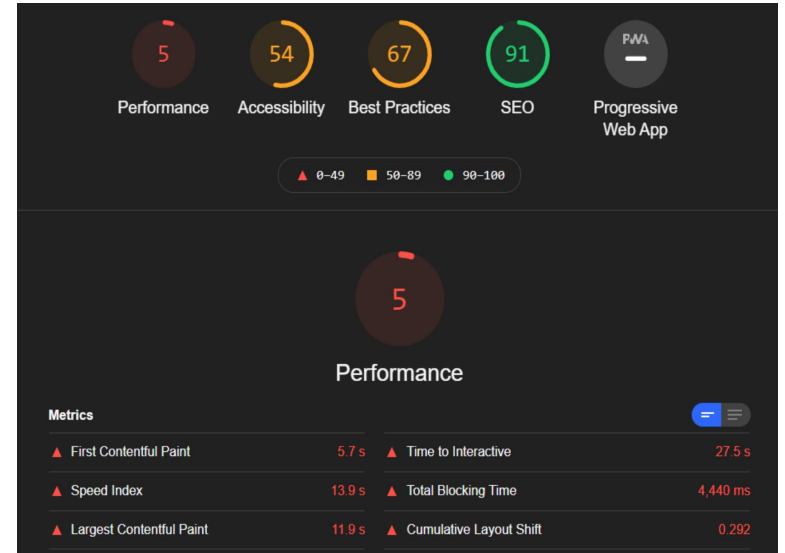 5 54 67 91 PWA
Performance Accessibility Best Practices SEO Progressive
Web App
0–49 50–89 90–100
5
Performance
Metrics
First Contentful Paint 5.7 s Time to Interactive 27.5 s
Speed Index 13.9 s Total Blocking Time 4,440 ms
Largest Contentful Paint 11.9 s Cumulative Layout Shift 0.292